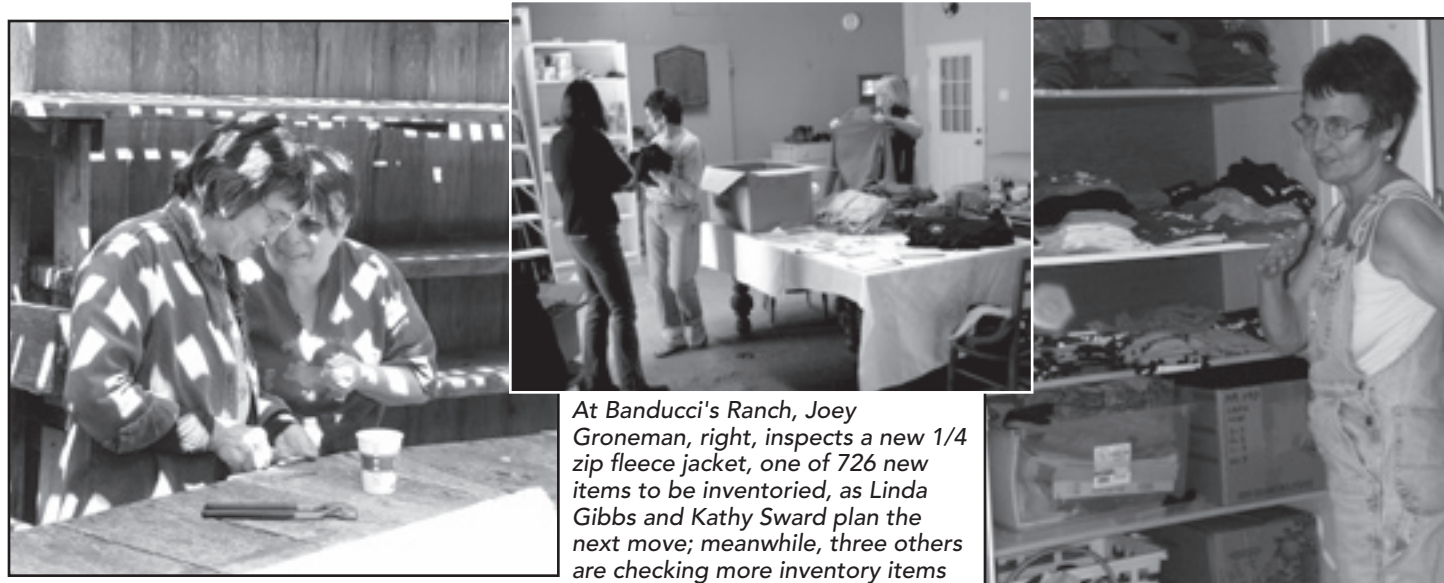 At Banducci's Ranch, Joey
Groneman, right, inspects a new 1/4
zip fleece jacket, one of 726 new
items to be inventoried, as Linda
Gibbs and Kathy Sward plan the
next move; meanwhile, three others
are checking more inventory items